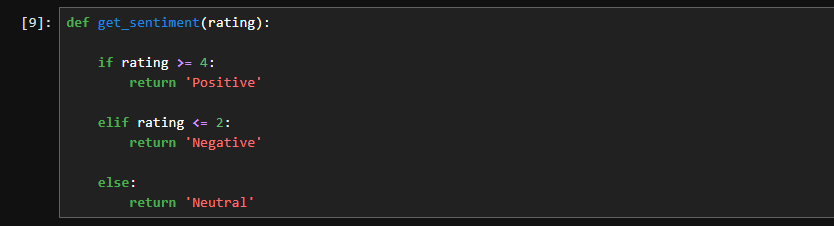 [9]: def get_sentiment(rating):
    if rating >= 4:
        return 'Positive'
    elif rating <= 2:
        return 'Negative'
    else:
        return 'Neutral'